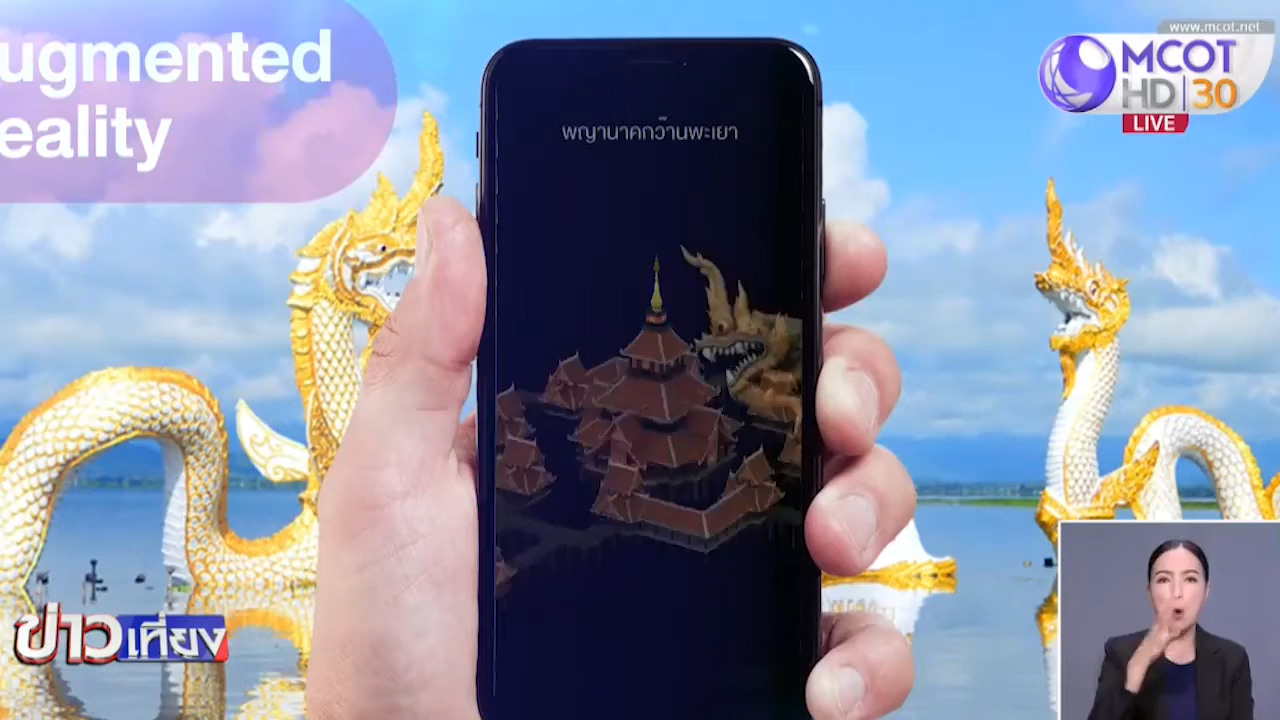 ugmented
eality
www.mcot.net
MCOT
HD 30
LIVE
พญานาคกว๊านพะเยา
ข่าวเที่ยง